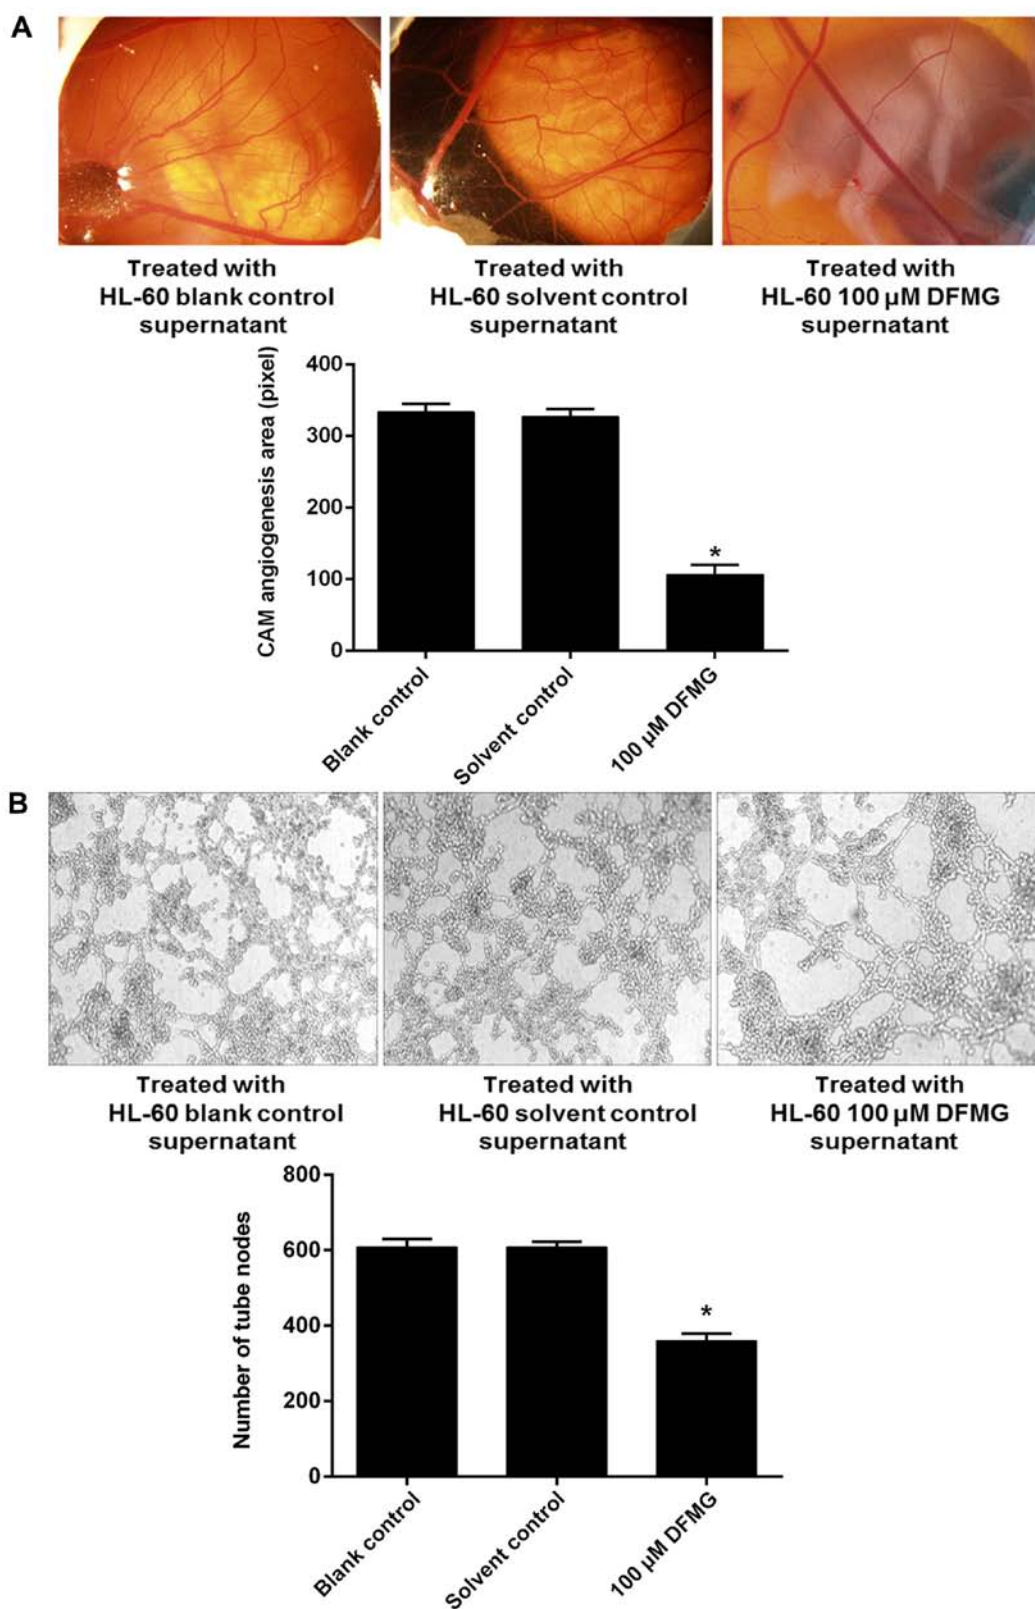 A
Treated with
HL-60 blank control
supernatant
Treated with
HL-60 solvent control
supernatant
Treated with
HL-60 100 µM DFMG
supernatant
CAM angiogenesis area (pixel)
400
300
200
100
0
*
Blank control
Solvent control
100 µM DFMG
B
Treated with
HL-60 blank control
supernatant
Treated with
HL-60 solvent control
supernatant
Treated with
HL-60 100 µM DFMG
supernatant
Number of tube nodes
800
600
400
200
0
*
Blank control
Solvent control
100 µM DFMG